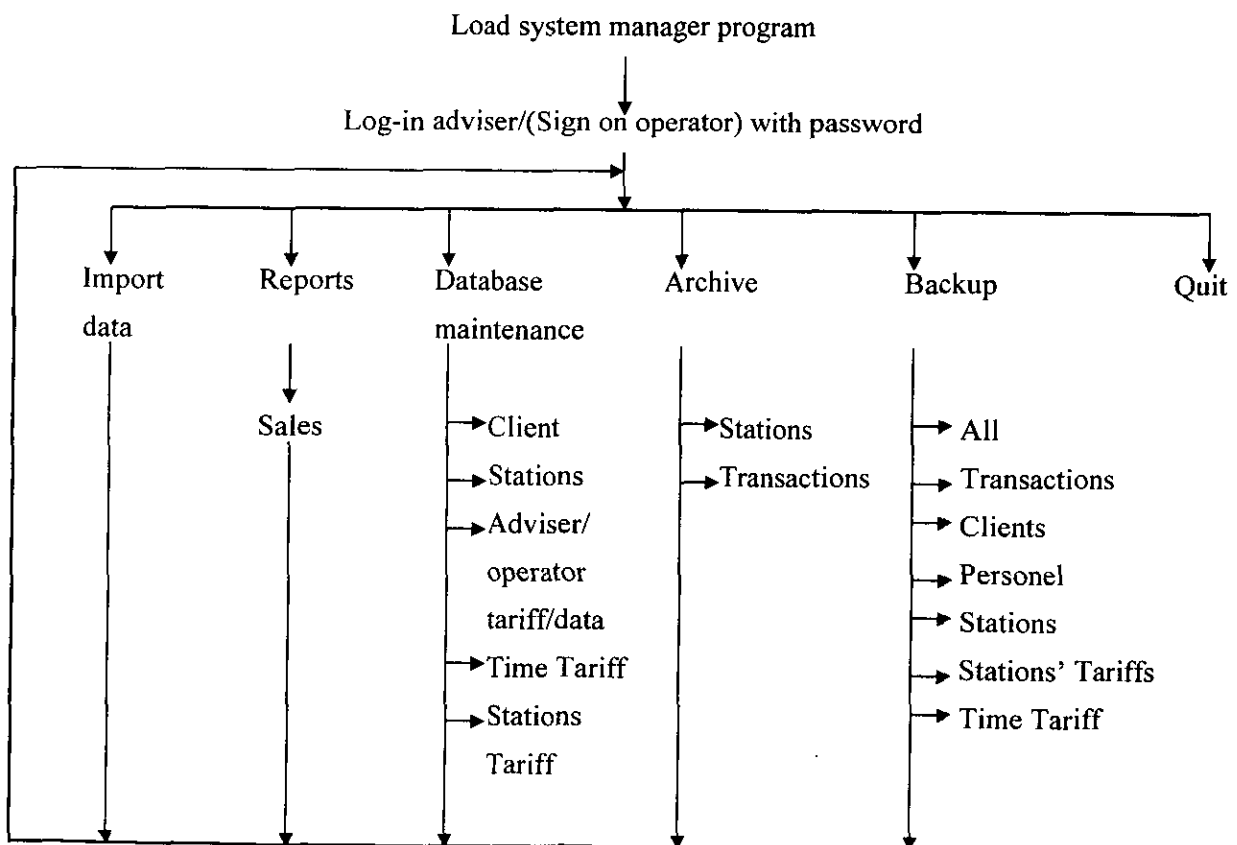 Load system manager program
Log-in adviser/(Sign on operator) with password
Import
data
Reports
Database
maintenance
Archive
Backup
Quit
Sales
Client
Stations
Adviser/
operator
tariff/data
Time Tariff
Stations
Tariff
Stations
Transactions
All
Transactions
Clients
Personel
Stations
Stations' Tariffs
Time Tariff